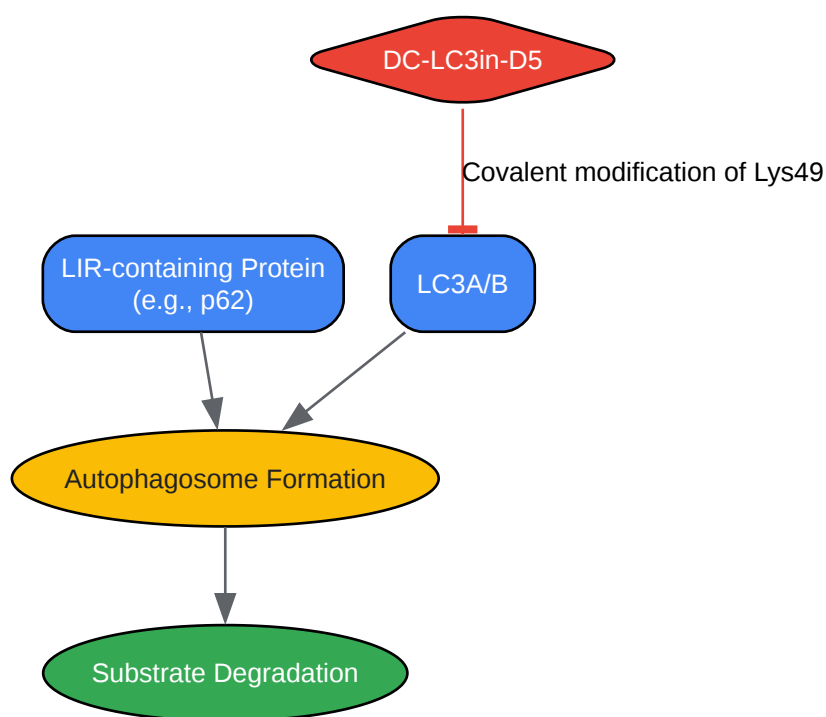 DC-LC3in-D5
Covalent modification of Lys49
LIR-containing Protein
(e.g., p62)
LC3A/B
Autophagosome Formation
Substrate Degradation